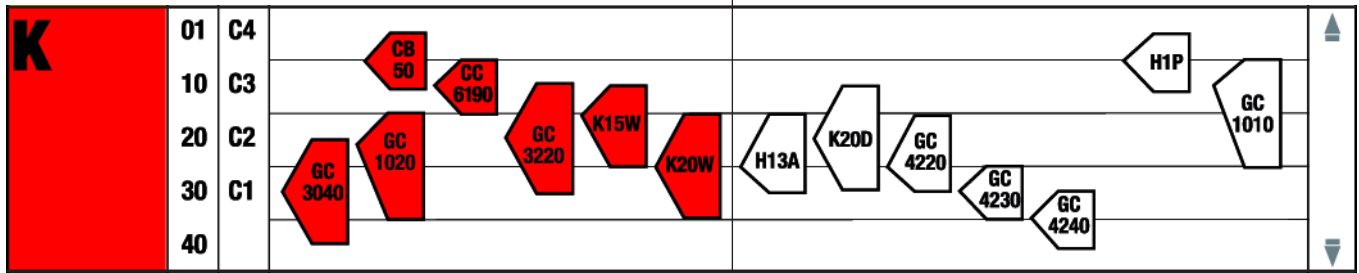 K
01 C4
10 C3
20 C2
30 C1
40
GC
3040
CB
50
GC
1020
CC
6190
GC
3220
K15W
K20W
H13A
K20D
GC
4220
GC
4230
GC
4240
H1P
GC
1010